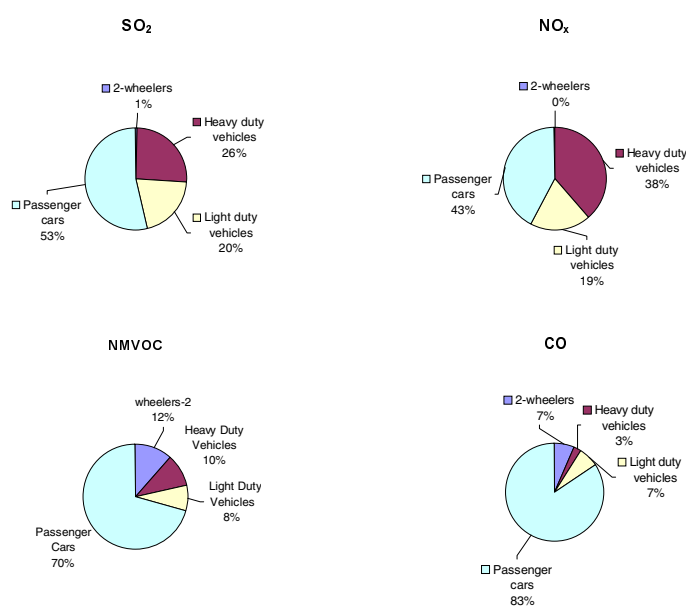 SO₂
2-wheelers
1%
Heavy duty
vehicles
26%
Light duty
vehicles
20%
Passenger
cars
53%
NOₓ
2-wheelers
0%
Heavy duty
vehicles
38%
Light duty
vehicles
19%
Passenger
cars
43%
NMVOC
wheelers-2
12%
Heavy Duty
Vehicles
10%
Light Duty
Vehicles
8%
Passenger
Cars
70%
CO
2-wheelers
7%
Heavy duty
vehicles
3%
Light duty
vehicles
7%
Passenger
cars
83%